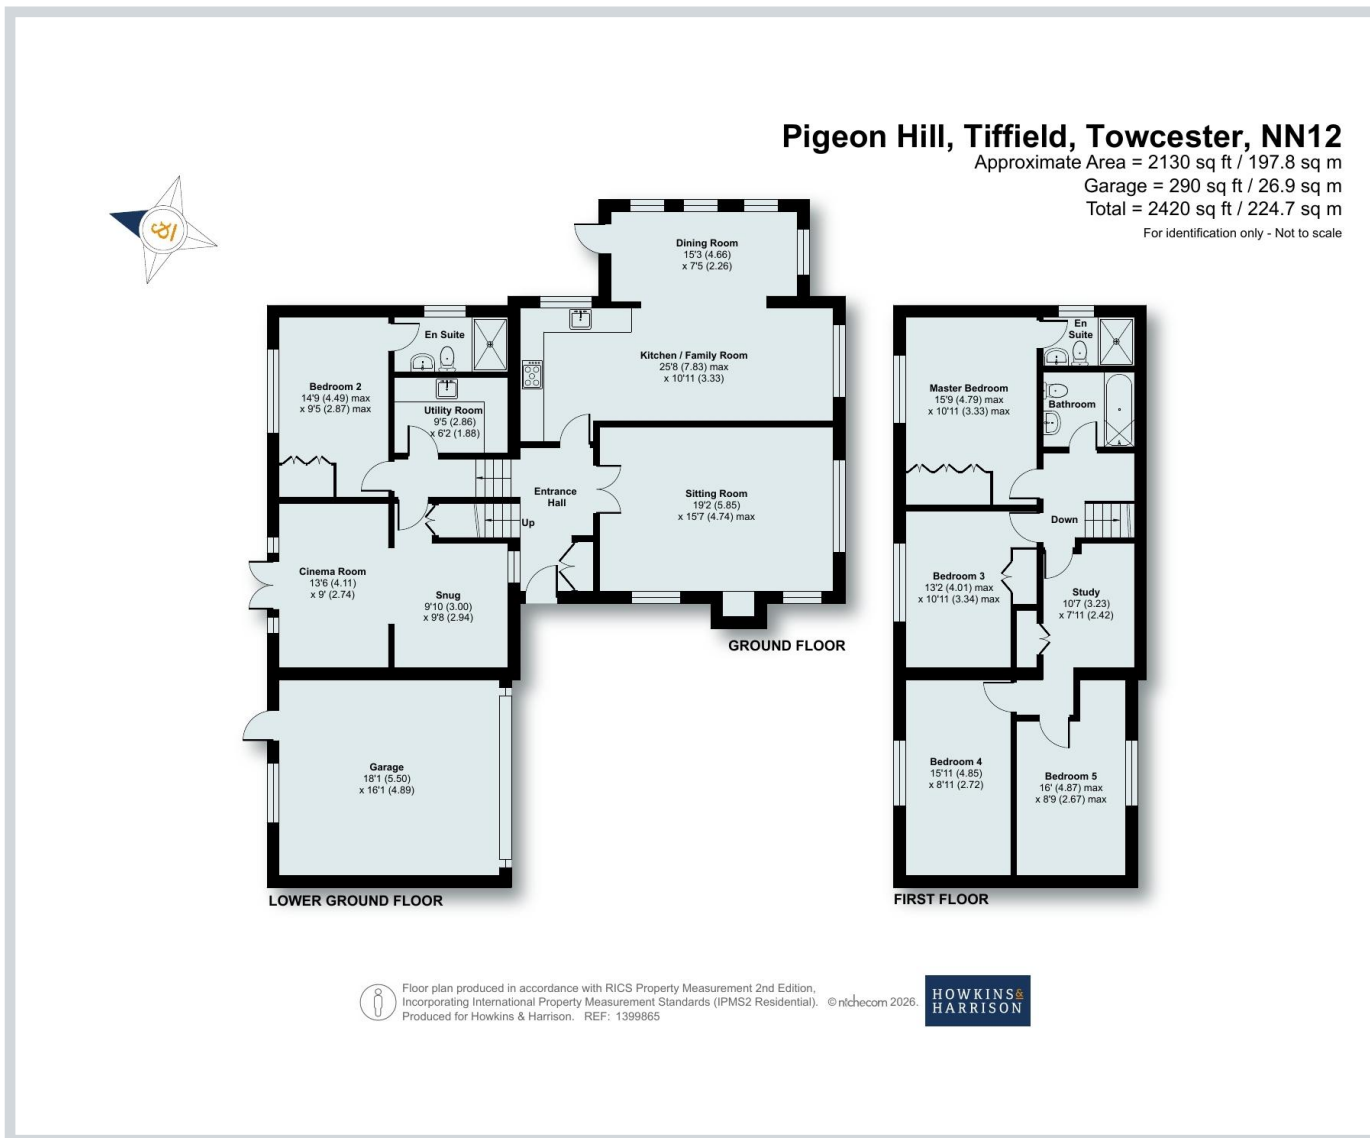 Pigeon Hill, Tiffield, Towcester, NN12
Approximate Area = 2130 sq ft / 197.8 sq m
Garage = 290 sq ft / 26.9 sq m
Total = 2420 sq ft / 224.7 sq m
For identification only - Not to scale
Dining Room
15'3 (4.66)
x 7'5 (2.26)
Kitchen / Family Room
25'8 (7.83) max
x 10'11 (3.33)
En Suite
Bedroom 2
14'9 (4.49) max
x 9'5 (2.87) max
Utility Room
9'5 (2.86)
x 6'2 (1.88)
Entrance
Hall
Up
Sitting Room
19'2 (5.85)
x 15'7 (4.74) max
Cinema Room
13'6 (4.11)
x 9' (2.74)
Snug
9'10 (3.00)
x 9'8 (2.94)
GROUND FLOOR
Garage
18'1 (5.50)
x 16'1 (4.89)
LOWER GROUND FLOOR
En
Suite
Master Bedroom
15'9 (4.79) max
x 10'11 (3.33) max
Bathroom
Down
Bedroom 3
13'2 (4.01) max
x 10'11 (3.34) max
Study
10'7 (3.23)
x 7'11 (2.42)
Bedroom 4
15'11 (4.85)
x 8'11 (2.72)
Bedroom 5
16' (4.87) max
x 8'9 (2.67) max
FIRST FLOOR
Floor plan produced in accordance with RICS Property Measurement 2nd Edition,
Incorporating International Property Measurement Standards (IPMS2 Residential). © nichecom 2026.
Produced for Howkins & Harrison. REF: 1399865
HOWKINS &
HARRISON